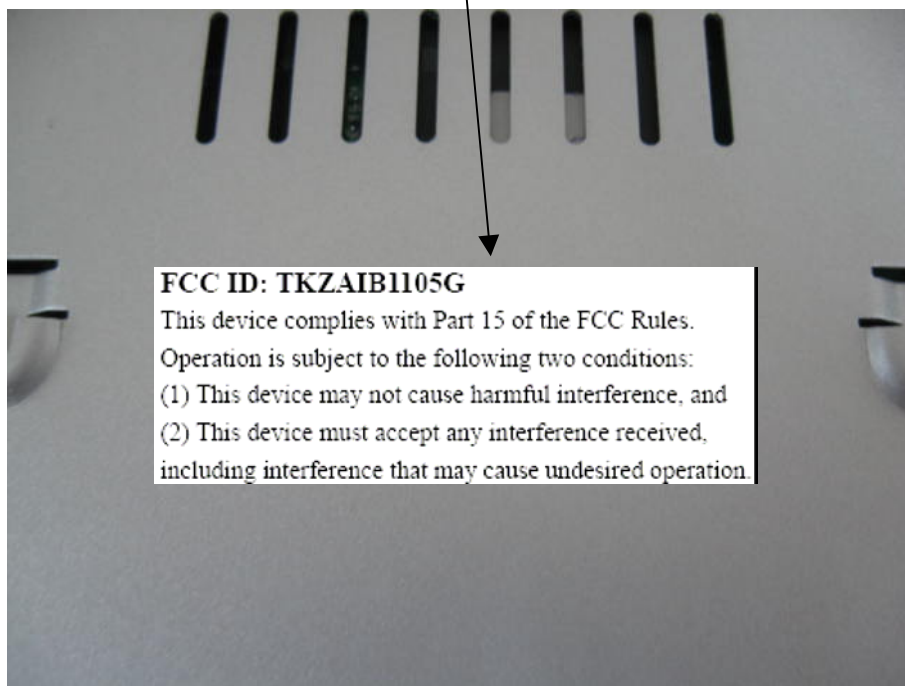 FCC ID: TKZAIB1105G
This device complies with Part 15 of the FCC Rules.
Operation is subject to the following two conditions:
(1) This device may not cause harmful interference, and
(2) This device must accept any interference received,
including interference that may cause undesired operation.